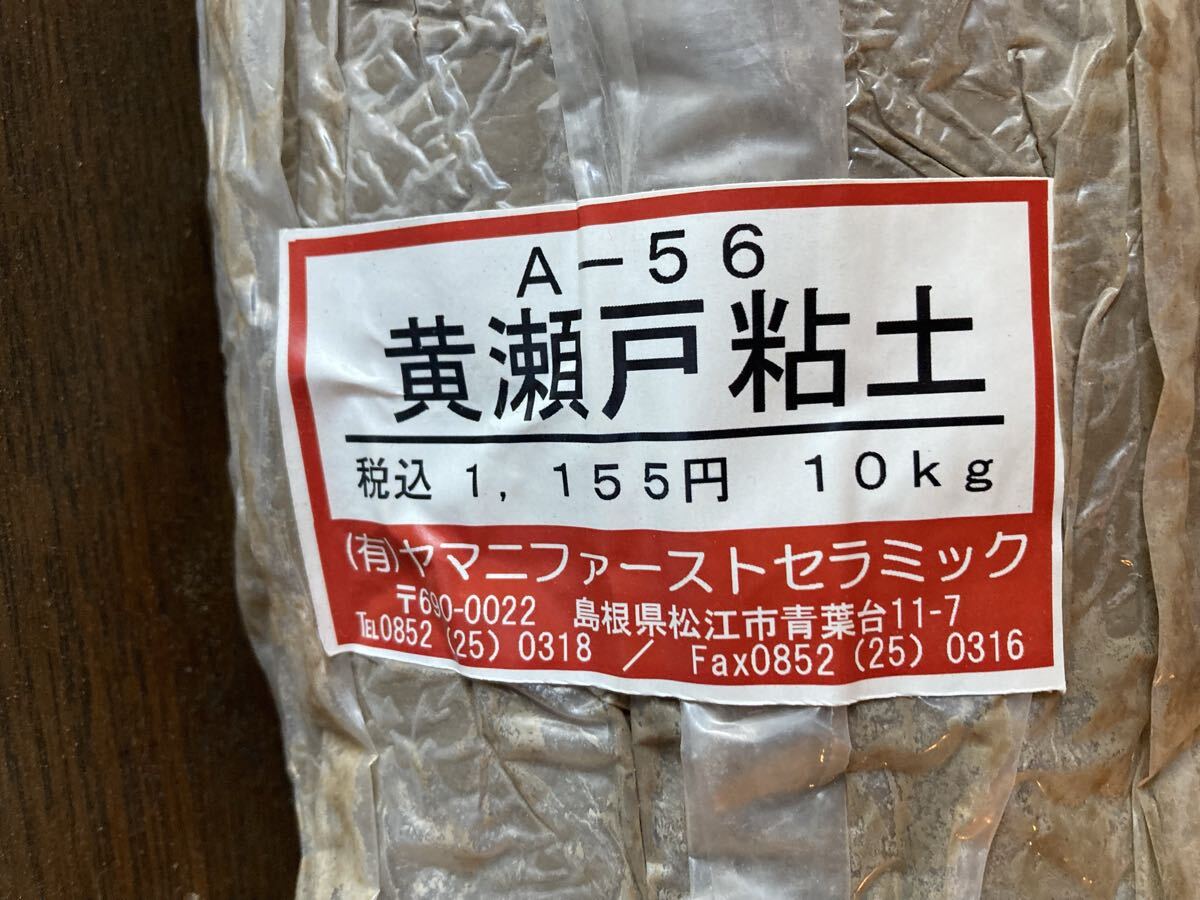 A－56
黄瀬戸粘土
税込 1，155円 10kg
(有)ヤマニファーストセラミック
〒690-0022 島根県松江市青葉台11-7
TEL0852 (25) 0318 ／ Fax0852 (25) 0316